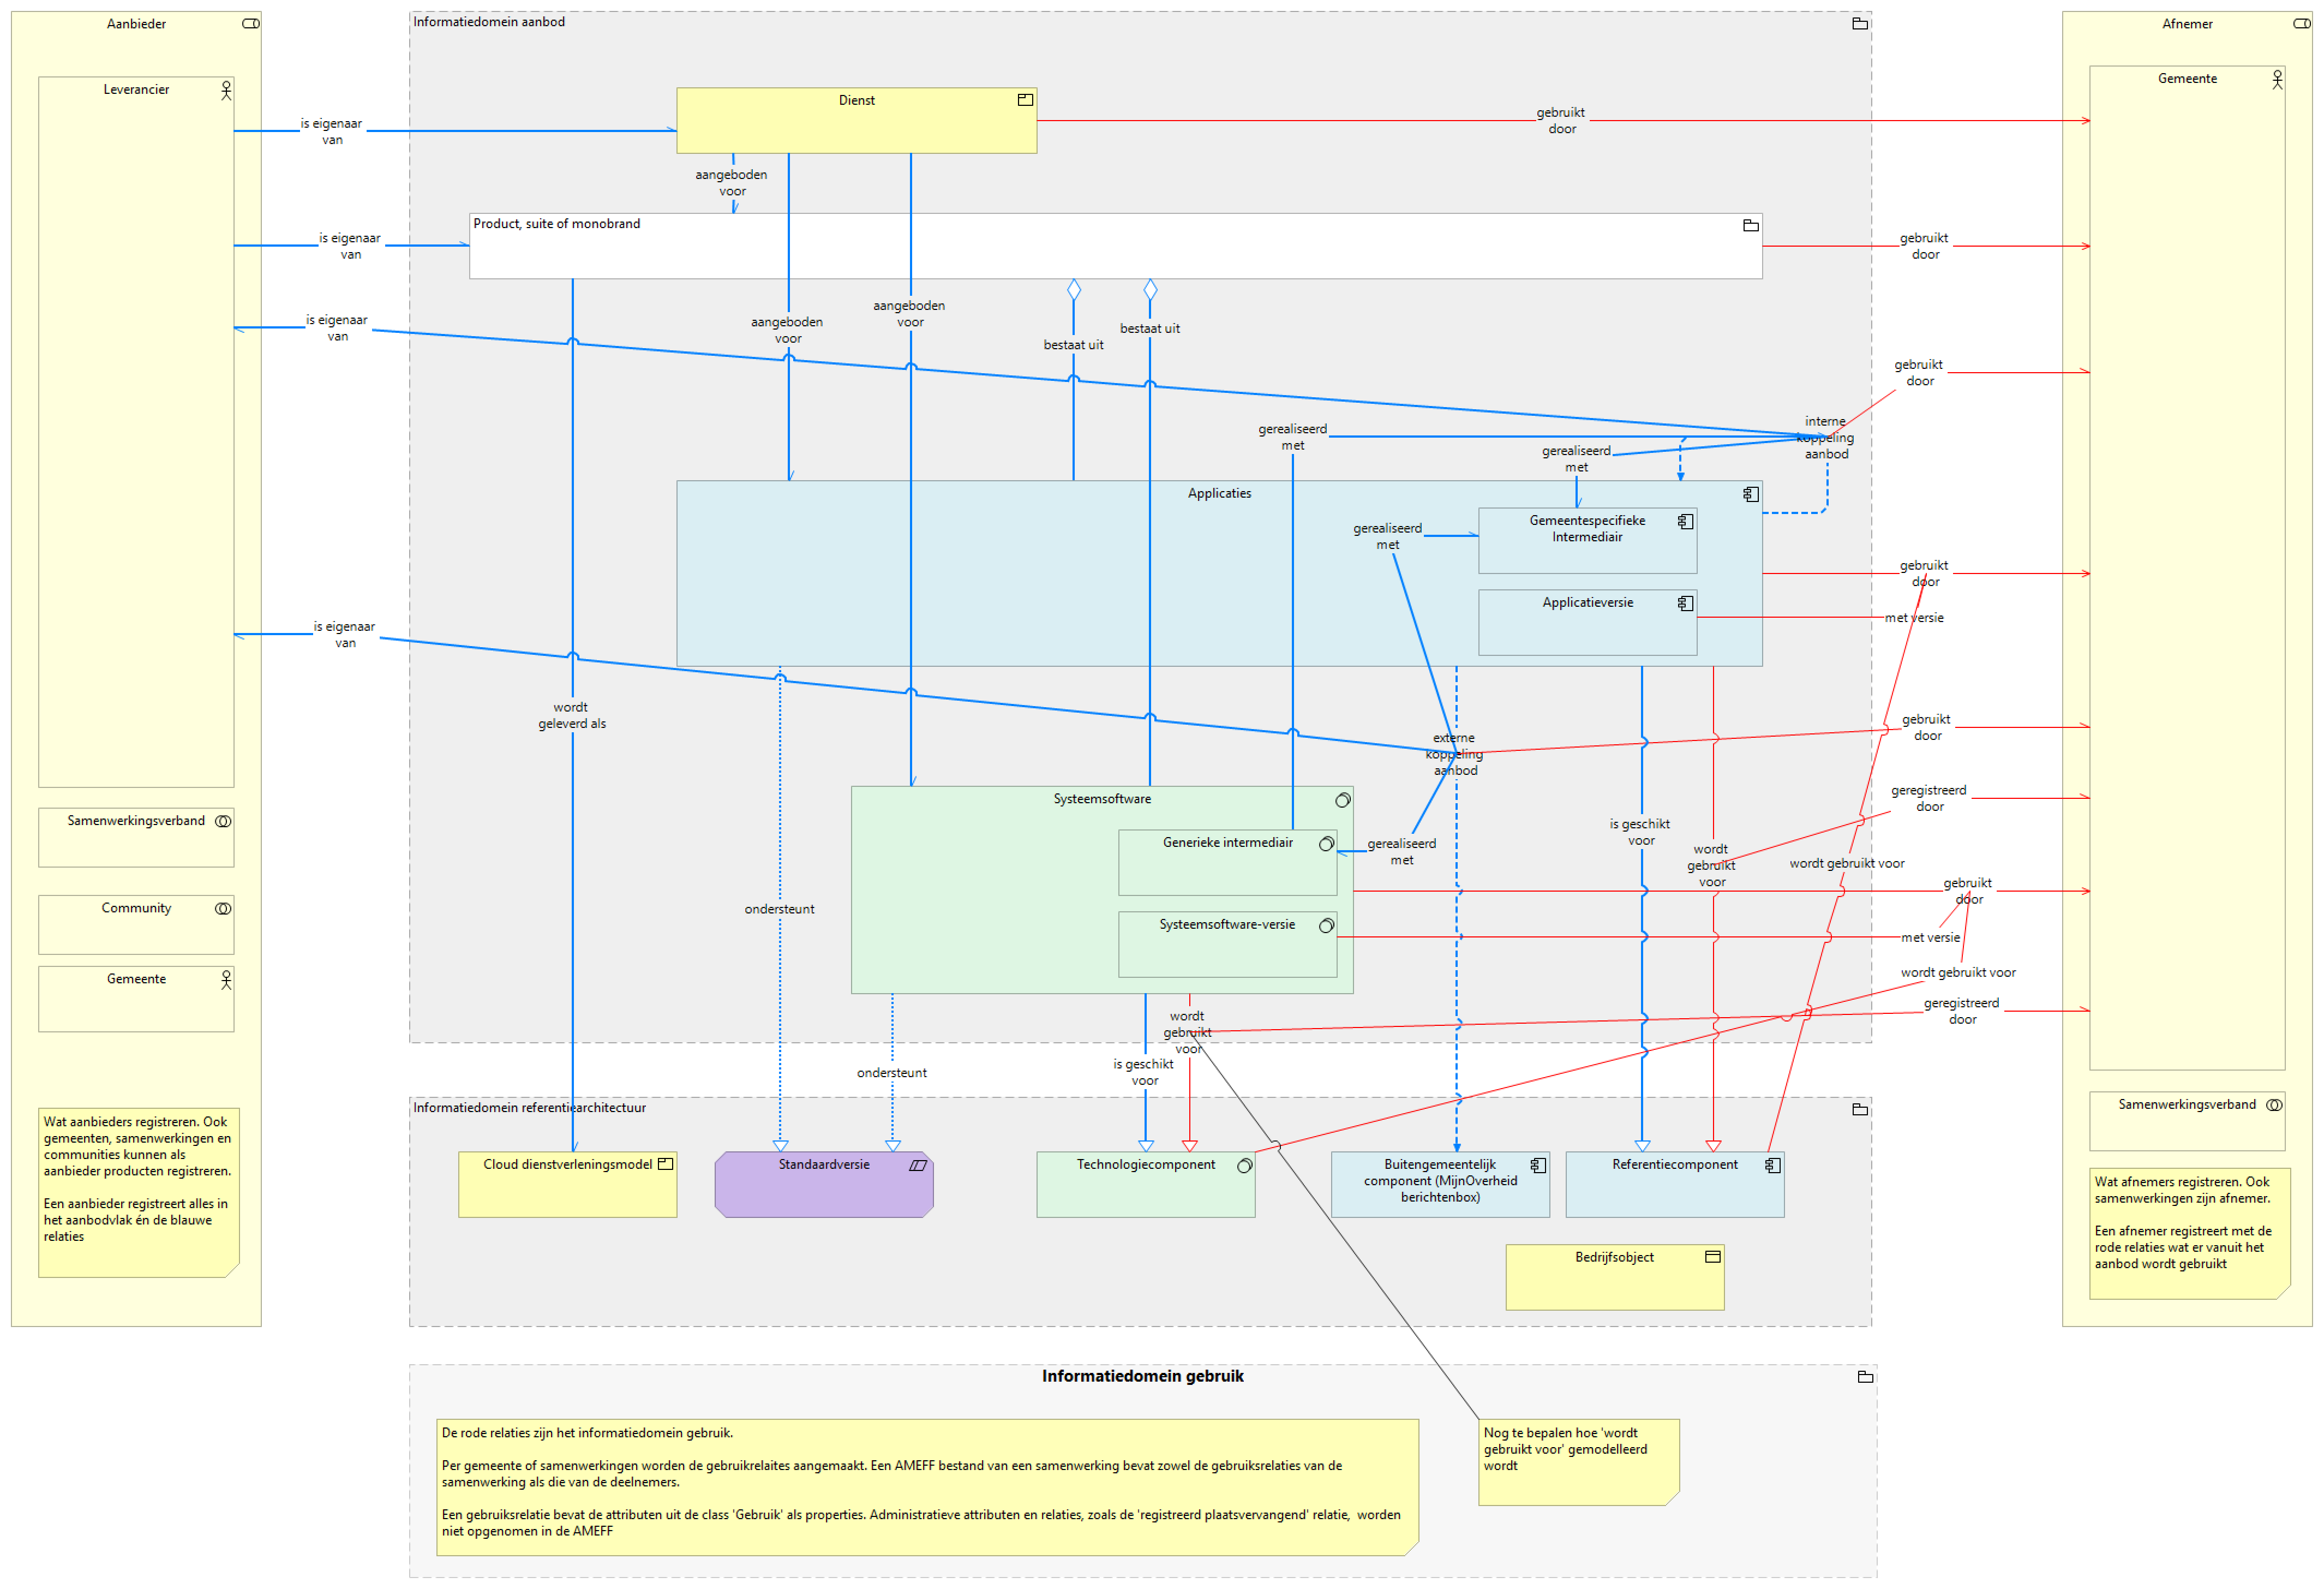 Aanbieder
Leverancier
Samenwerkingsverband
Community
Gemeente
Wat aanbieders registreren. Ook
gemeenten, samenwerkingen en
communities kunnen als
aanbieder producten registreren.
Een aanbieder registreert alles in
het aanbodvlak én de blauwe
relaties
is eigenaar
van
is eigenaar
van
is eigenaar
van
is eigenaar
van
Informatiedomein aanbod
Dienst
aangeboden
voor
Product, suite of monobrand
aangeboden
voor
aangeboden
voor
bestaat uit
bestaat uit
gerealiseerd
met
gerealiseerd
met
interne
koppeling
aanbod
Applicaties
Gemeentespecifieke
Intermediair
gerealiseerd
met
Applicatieversie
wordt
geleverd als
externe
koppeling
aanbod
Systeemsoftware
Generieke intermediair
gerealiseerd
met
Systeemsoftware-versie
ondersteunt
ondersteunt
is geschikt
voor
wordt
gebruikt
voor
is geschikt
voor
wordt
gebruikt
voor
wordt gebruikt voor
gebruikt
door
gebruikt
door
gebruikt
door
gebruikt
door
met versie
gebruikt
door
geregistreerd
door
gebruikt
door
met versie
wordt gebruikt voor
geregistreerd
door
Informatiedomein referentiearchitectuur
Cloud dienstverleningsmodel
Standaardversie
Technologiecomponent
Buitengemeentelijk
component (MijnOverheid
berichtenbox)
Referentiecomponent
Bedrijfsobject
Informatiedomein gebruik
De rode relaties zijn het informatiedomein gebruik.
Per gemeente of samenwerkingen worden de gebruikrelaites aangemaakt. Een AMEFF bestand van een samenwerking bevat zowel de gebruiksrelaties van de
samenwerking als die van de deelnemers.
Een gebruiksrelatie bevat de attributen uit de class 'Gebruik' als properties. Administratieve attributen en relaties, zoals de 'registreerd plaatsvervangend' relatie,  worden
niet opgenomen in de AMEFF
Nog te bepalen hoe 'wordt
gebruikt voor' gemodelleerd
wordt
Afnemer
Gemeente
Samenwerkingsverband
Wat afnemers registreren. Ook
samenwerkingen zijn afnemer.
Een afnemer registreert met de
rode relaties wat er vanuit het
aanbod wordt gebruikt